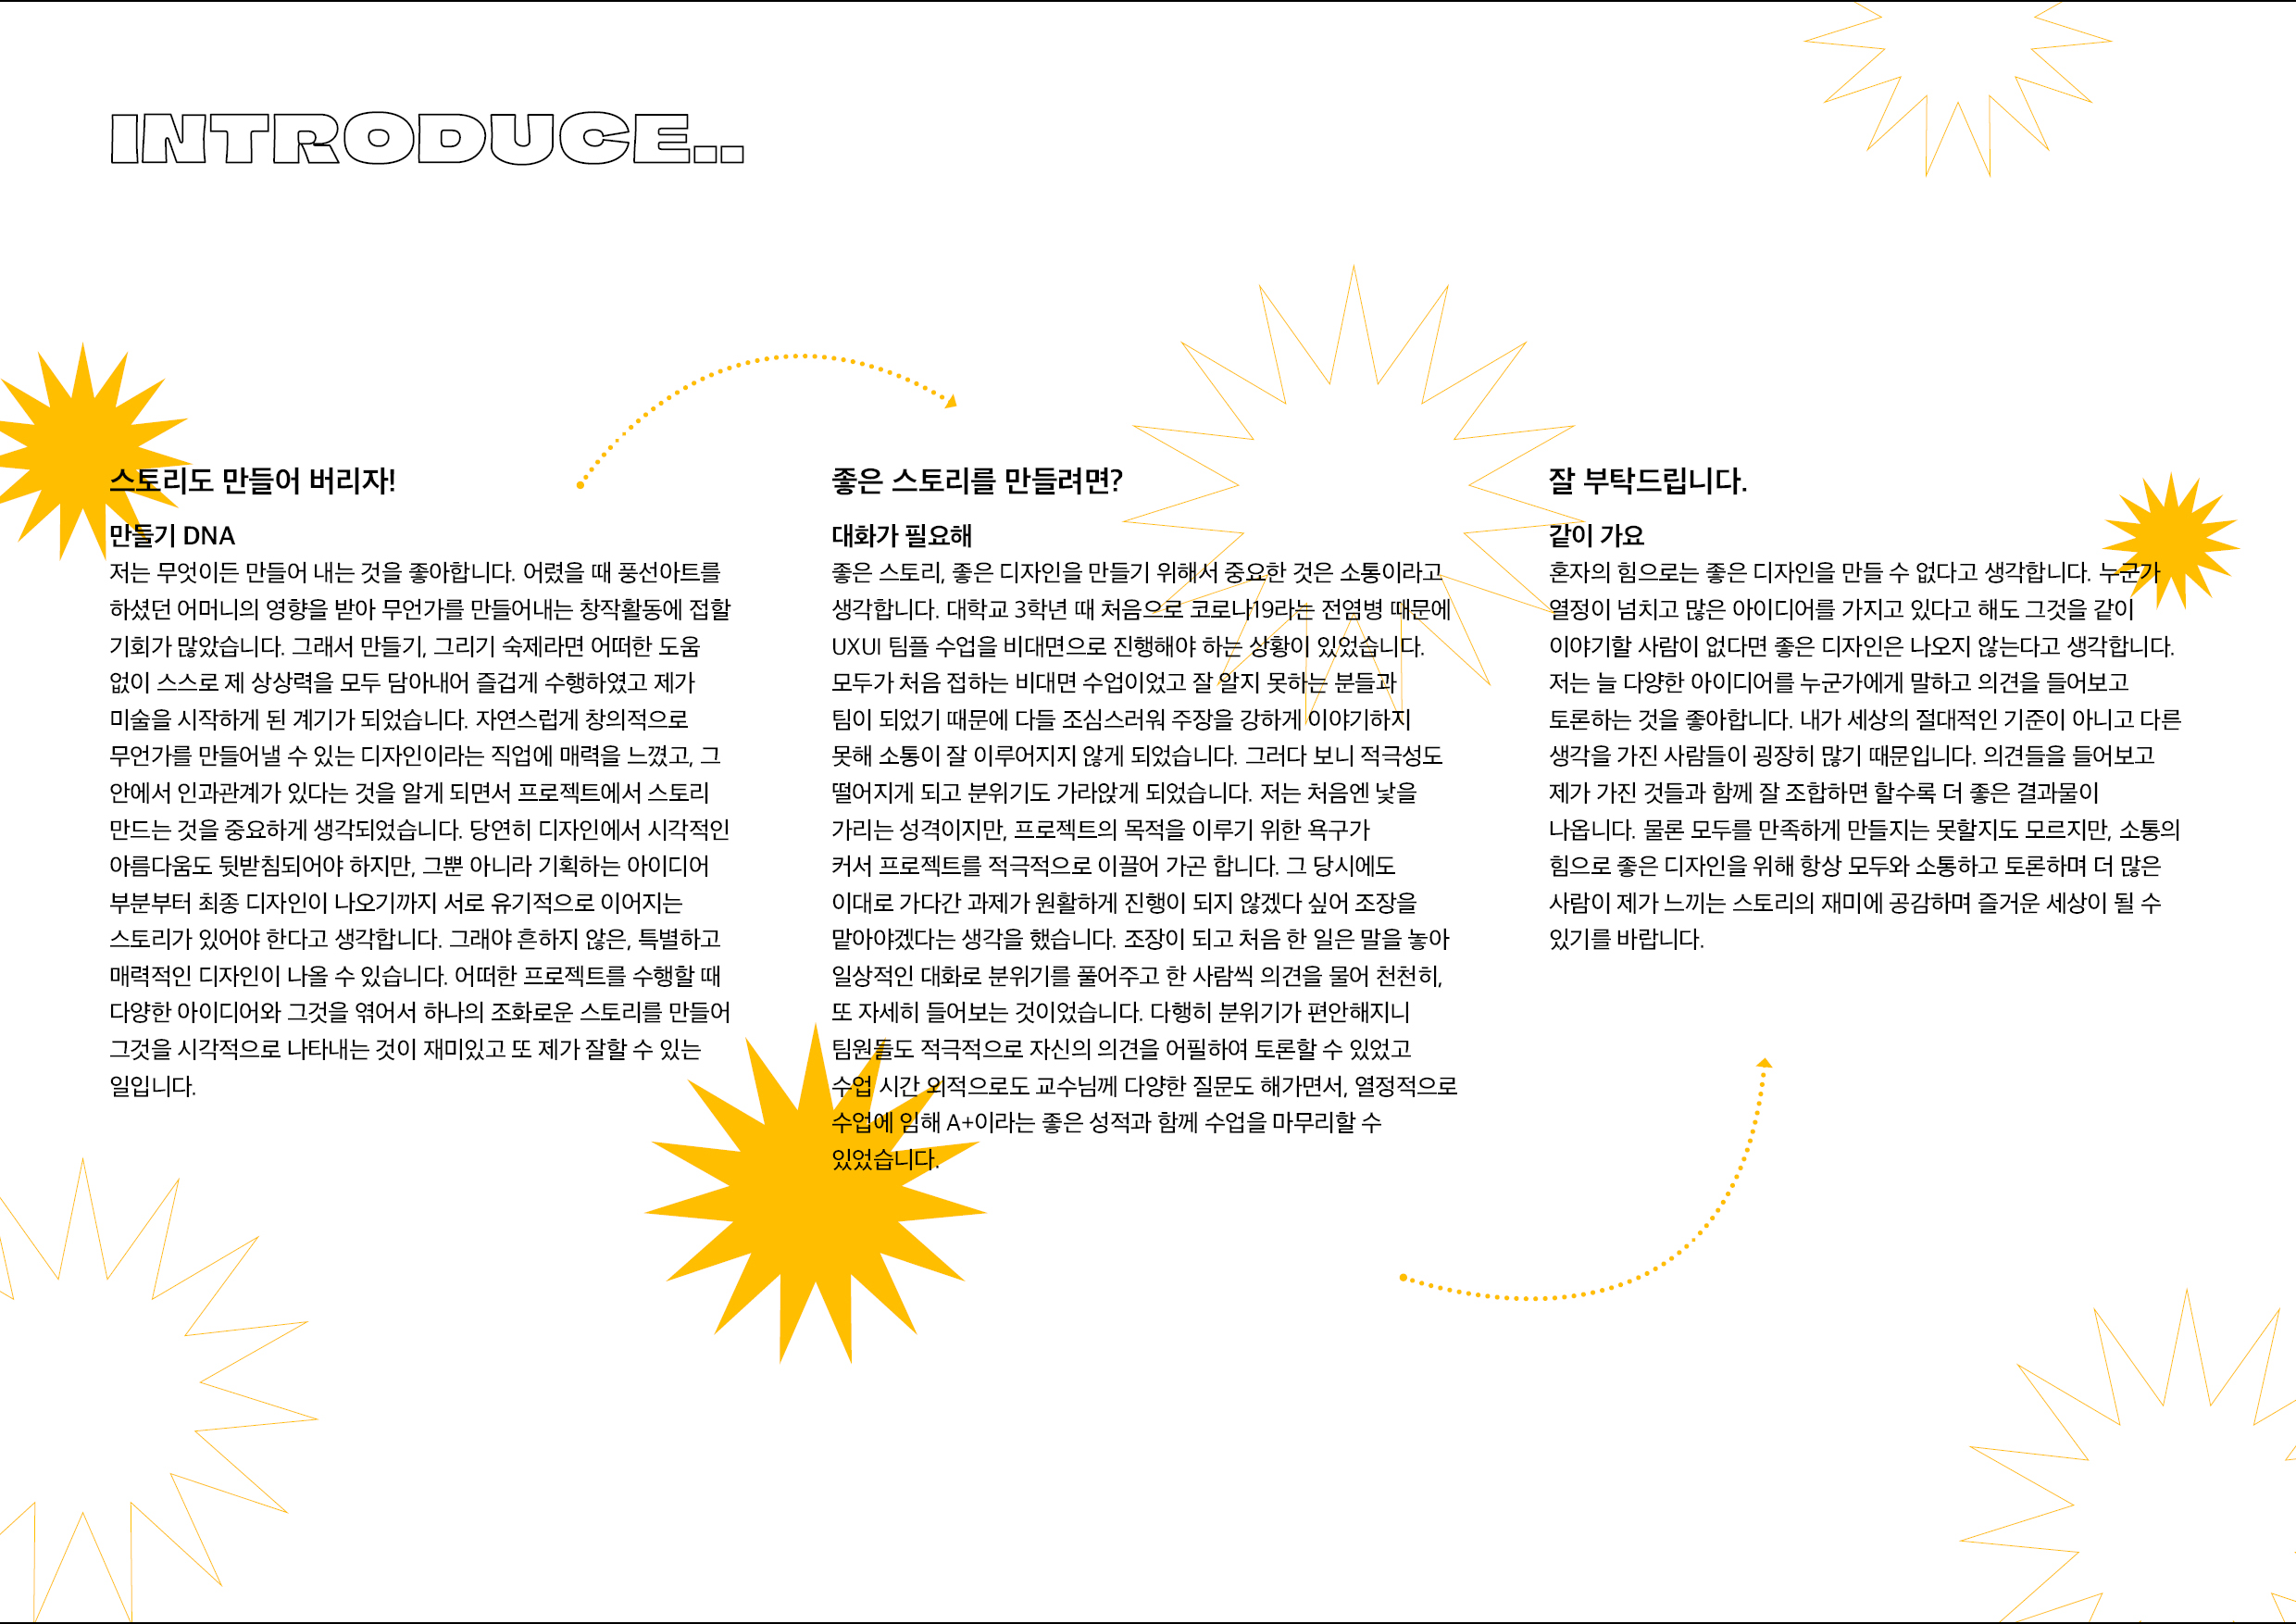 INTRODUCE..
스토리도 만들어 버리자!
만들기 DNA
저는 무엇이든 만들어 내는 것을 좋아합니다. 어렸을 때 풍선아트를
하셨던 어머니의 영향을 받아 무언가를 만들어내는 창작활동에 접할
기회가 많았습니다. 그래서 만들기, 그리기 숙제라면 어떠한 도움
없이 스스로 제 상상력을 모두 담아내어 즐겁게 수행하였고 제가
미술을 시작하게 된 계기가 되었습니다. 자연스럽게 창의적으로
무언가를 만들어낼 수 있는 디자인이라는 직업에 매력을 느꼈고, 그
안에서 인과관계가 있다는 것을 알게 되면서 프로젝트에서 스토리
만드는 것을 중요하게 생각되었습니다. 당연히 디자인에서 시각적인
아름다움도 뒷받침되어야 하지만, 그뿐 아니라 기획하는 아이디어
부분부터 최종 디자인이 나오기까지 서로 유기적으로 이어지는
스토리가 있어야 한다고 생각합니다. 그래야 흔하지 않은, 특별하고
매력적인 디자인이 나올 수 있습니다. 어떠한 프로젝트를 수행할 때
다양한 아이디어와 그것을 엮어서 하나의 조화로운 스토리를 만들어
그것을 시각적으로 나타내는 것이 재미있고 또 제가 잘할 수 있는
일입니다.
좋은 스토리를 만들려면?
대화가 필요해
좋은 스토리, 좋은 디자인을 만들기 위해서 중요한 것은 소통이라고
생각합니다. 대학교 3학년 때 처음으로 코로나19라는 전염병 때문에
UXUI 팀플 수업을 비대면으로 진행해야 하는 상황이 있었습니다.
모두가 처음 접하는 비대면 수업이었고 잘 알지 못하는 분들과
팀이 되었기 때문에 다들 조심스러워 주장을 강하게 이야기하지
못해 소통이 잘 이루어지지 않게 되었습니다. 그러다 보니 적극성도
떨어지게 되고 분위기도 가라앉게 되었습니다. 저는 처음엔 낯을
가리는 성격이지만, 프로젝트의 목적을 이루기 위한 욕구가
커서 프로젝트를 적극적으로 이끌어 가곤 합니다. 그 당시에도
이대로 가다간 과제가 원활하게 진행이 되지 않겠다 싶어 조장을
맡아야겠다는 생각을 했습니다. 조장이 되고 처음 한 일은 말을 놓아
일상적인 대화로 분위기를 풀어주고 한 사람씩 의견을 물어 천천히,
또 자세히 들어보는 것이었습니다. 다행히 분위기가 편안해지니
팀원들도 적극적으로 자신의 의견을 어필하여 토론할 수 있었고
수업 시간 외적으로도 교수님께 다양한 질문도 해가면서, 열정적으로
수업에 임해 A+이라는 좋은 성적과 함께 수업을 마무리할 수
있었습니다.
잘 부탁드립니다.
같이 가요
혼자의 힘으로는 좋은 디자인을 만들 수 없다고 생각합니다. 누군가
열정이 넘치고 많은 아이디어를 가지고 있다고 해도 그것을 같이
이야기할 사람이 없다면 좋은 디자인은 나오지 않는다고 생각합니다.
저는 늘 다양한 아이디어를 누군가에게 말하고 의견을 들어보고
토론하는 것을 좋아합니다. 내가 세상의 절대적인 기준이 아니고 다른
생각을 가진 사람들이 굉장히 많기 때문입니다. 의견들을 들어보고
제가 가진 것들과 함께 잘 조합하면 할수록 더 좋은 결과물이
나옵니다. 물론 모두를 만족하게 만들지는 못할지도 모르지만, 소통의
힘으로 좋은 디자인을 위해 항상 모두와 소통하고 토론하며 더 많은
사람이 제가 느끼는 스토리의 재미에 공감하며 즐거운 세상이 될 수
있기를 바랍니다.